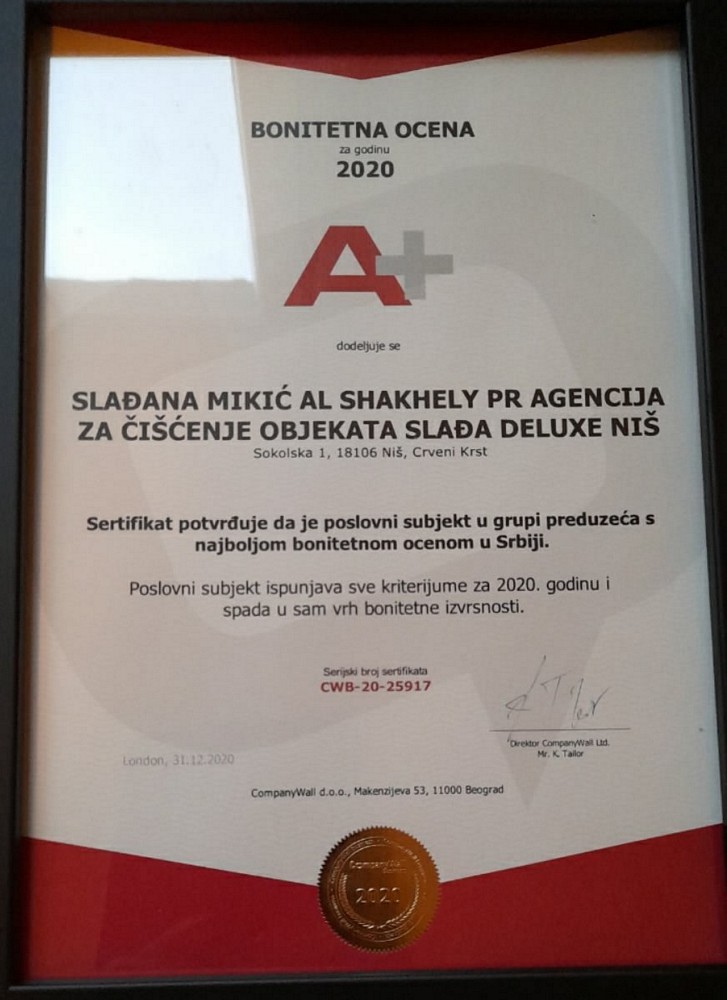 BONITETNA OCENA
za godinu
2020
A+
dodeljuje se
SLAĐANA MIKIĆ AL SHAKHELY PR AGENCIJA
ZA ČIŠĆENJE OBJEKATA SLAĐA DELUXE NIŠ
Sokolska 1, 18106 Niš, Crveni Krst
Sertifikat potvrđuje da je poslovni subjekt u grupi preduzeća s
najboljom bonitetnom ocenom u Srbiji.
Poslovni subjekt ispunjava sve kriterijume za 2020. godinu i
spada u sam vrh bonitetne izvrsnosti.
Serijski broj sertifikata
CWB-20-25917
Direktor CompanyWall Ltd.
Mr. K. Tailor
London, 31.12.2020
CompanyWall d.o.o., Makenzijeva 53, 11000 Beograd
CompanyWall
2020